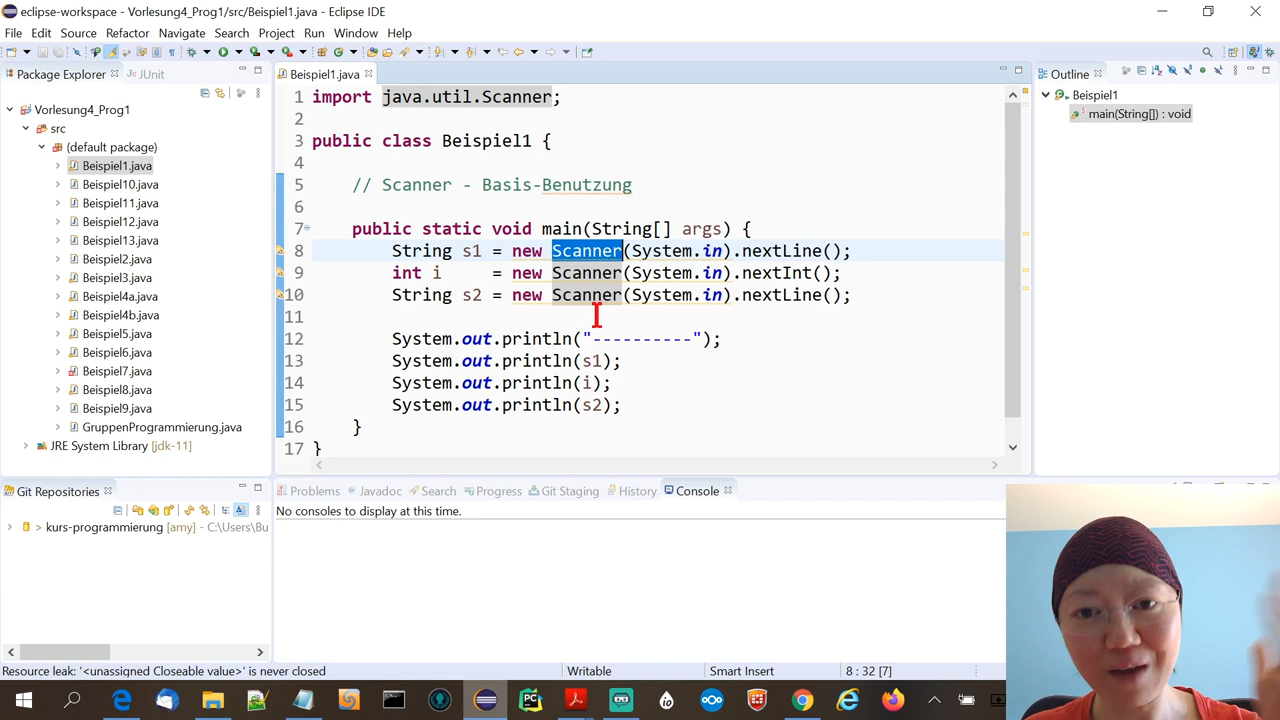 eclipse-workspace - Vorlesung4_Prog1/src/Beispiel1.java - Eclipse IDE
File Edit Source Refactor Navigate Search Project Run Window Help
Package Explorer JUnit
Beispiel1.java
Outline
Vorlesung4_Prog1
src
(default package)
Beispiel1.java
Beispiel10.java
Beispiel11.java
Beispiel12.java
Beispiel13.java
Beispiel2.java
Beispiel3.java
Beispiel4a.java
Beispiel4b.java
Beispiel5.java
Beispiel6.java
Beispiel7.java
Beispiel8.java
Beispiel9.java
GruppenProgrammierung.java
JRE System Library [jdk-11]
1 import java.util.Scanner;
2
3 public class Beispiel1 {
4
5 // Scanner - Basis-Benutzung
6
7 public static void main(String[] args) {
8 String s1 = new Scanner(System.in).nextLine();
9 int i = new Scanner(System.in).nextInt();
10 String s2 = new Scanner(System.in).nextLine();
11
12 System.out.println("----------");
13 System.out.println(s1);
14 System.out.println(i);
15 System.out.println(s2);
16 }
17 }
Beispiel1
main(String[]) : void
Git Repositories
kurs-programmierung [amy] - C:\Users\Bu
Problems Javadoc Search Progress Git Staging History Console
No consoles to display at this time.
Resource leak: '<unassigned Closeable value>' is never closed
Writable
Smart Insert
8 : 32 [7]
PC
io